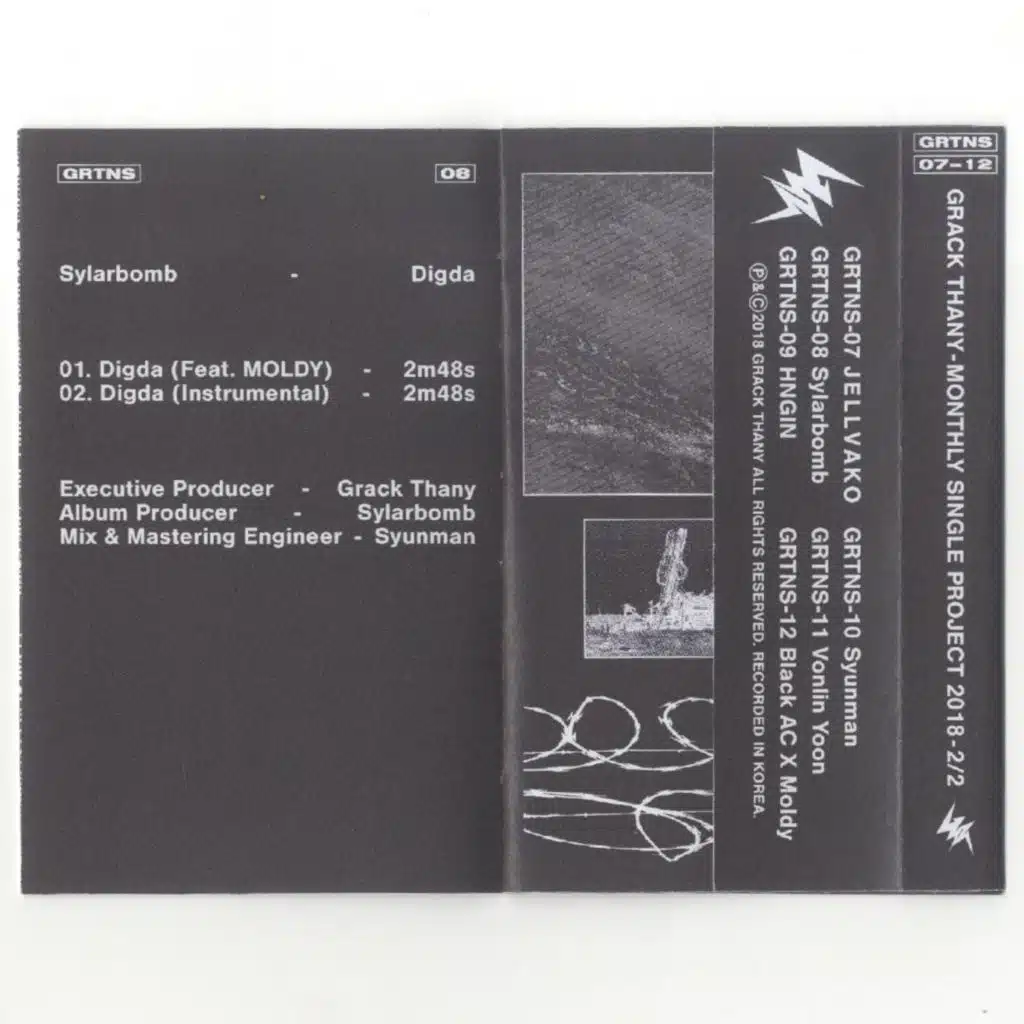 GRTNS 08
Sylarbomb - Digda
01. Digda (Feat. MOLDY) - 2m48s
02. Digda (Instrumental) - 2m48s
Executive Producer - Grack Thany
Album Producer - Sylarbomb
Mix & Mastering Engineer - Syunman
GRTNS-07 JELLVAKO GRTNS-10 Syunman
GRTNS-08 Sylarbomb GRTNS-11 Vonlin Yoon
GRTNS-09 HNGIN GRTNS-12 Black AC X Moldy
Ⓟ&Ⓒ2018 GRACK THANY ALL RIGHTS RESERVED. RECORDED IN KOREA.
GRTNS
07-12
GRACK THANY-MONTHLY SINGLE PROJECT 2018-2/2